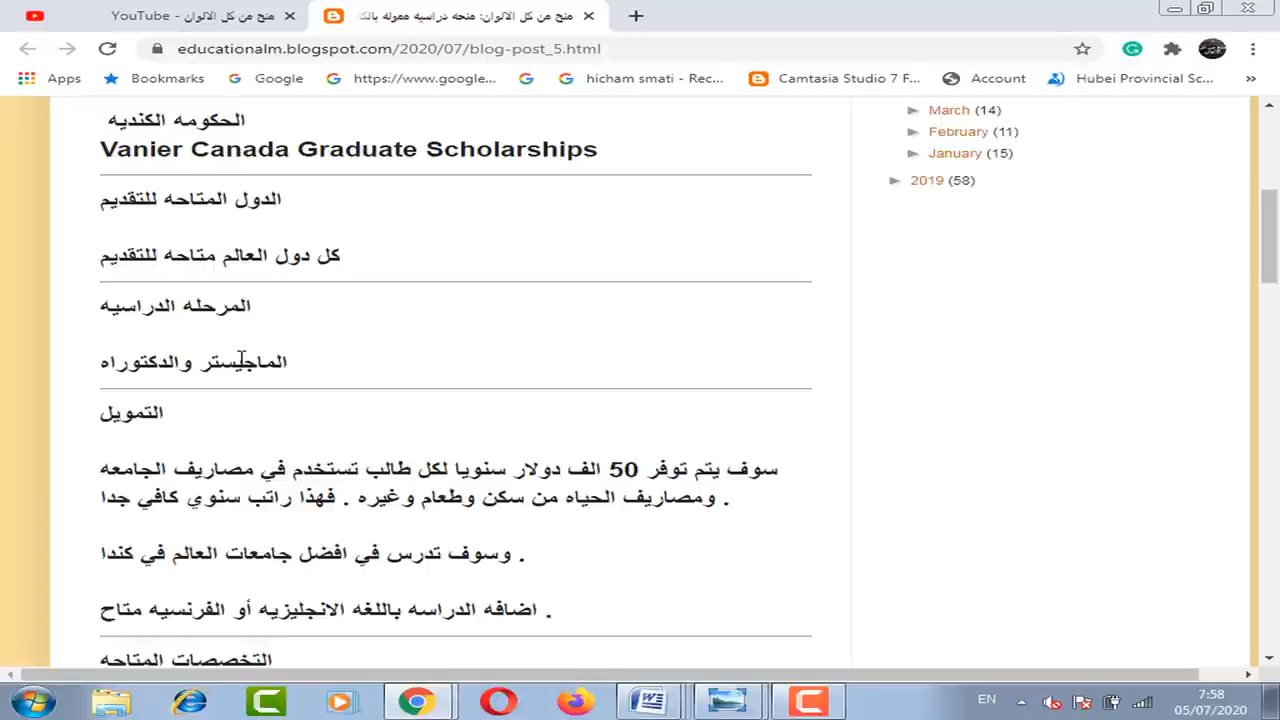 منح من كل الالوان - YouTube
منح من كل الالوان: منحه دراسيه مموله بالكا
educationalm.blogspot.com/2020/07/blog-post_5.html
Apps
Bookmarks
Google
https://www.google...
hicham smati - Rec...
Camtasia Studio 7 F...
Account
Hubei Provincial Sc...
»
الحكومه الكنديه
Vanier Canada Graduate Scholarships
الدول المتاحه للتقديم
كل دول العالم متاحه للتقديم
المرحله الدراسيه
الماجيستر والدكتوراه
التمويل
سوف يتم توفر 50 الف دولار سنويا لكل طالب تستخدم في مصاريف الجامعه
ومصاريف الحياه من سكن وطعام وغيره . فهذا راتب سنوي كافي جدا .
وسوف تدرس في افضل جامعات العالم في كندا .
اضافه الدراسه باللغه الانجليزيه أو الفرنسيه متاح .
التخصصات المتاحه
March (14)
February (11)
January (15)
2019 (58)
EN
7:58
05/07/2020